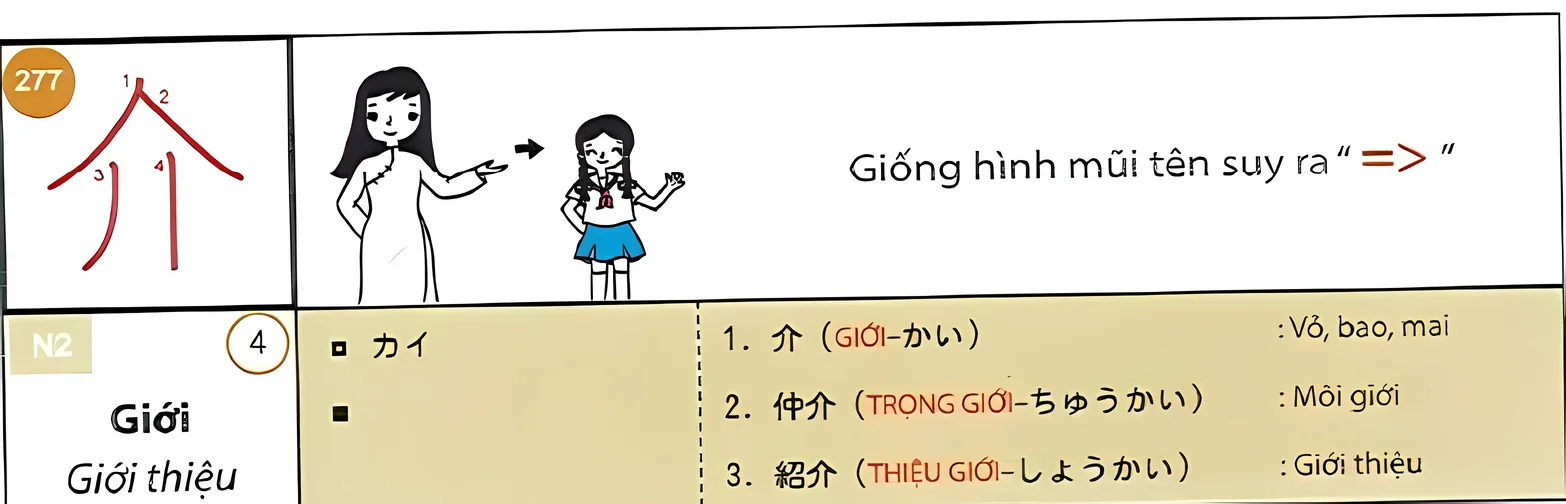 277
介
1
2
3
4
Giống hình mũi tên suy ra “ => ”
N2
4
Giới
Giới thiệu
カイ
1. 介 (GIỚI-かい) : Vỏ, bao, mai
2. 仲介 (TRỌNG GIỚI-ちゅうかい) : Môi giới
3. 紹介 (THIỆU GIỚI-しょうかい) : Giới thiệu